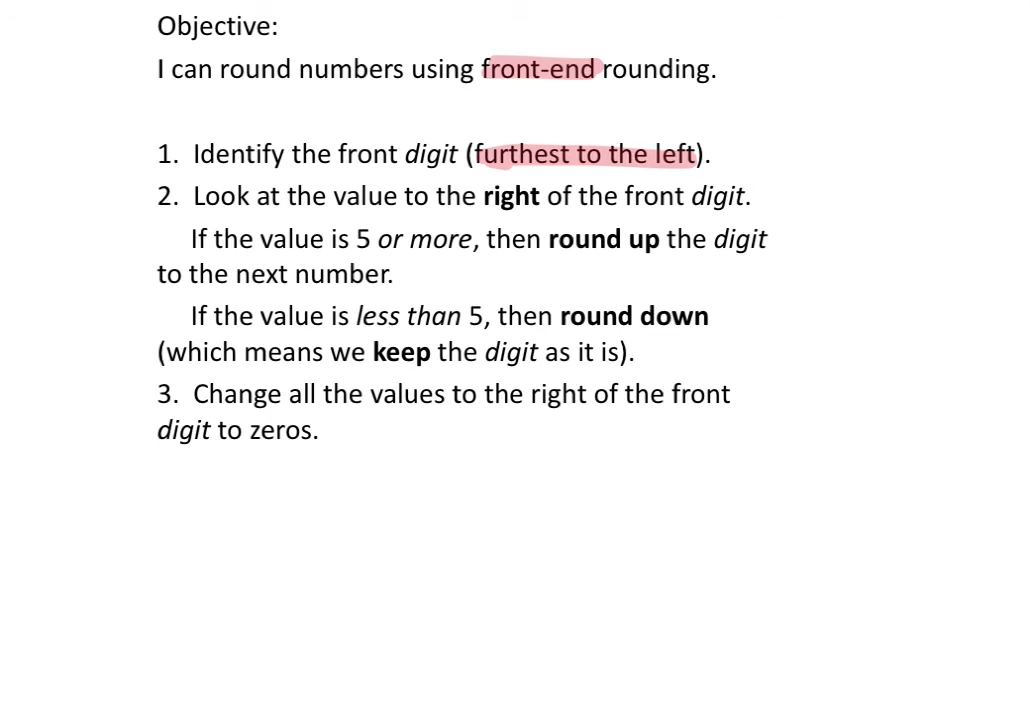 Objective:
I can round numbers using front-end rounding.
1. Identify the front digit (furthest to the left).
2. Look at the value to the right of the front digit.
If the value is 5 or more, then round up the digit
to the next number.
If the value is less than 5, then round down
(which means we keep the digit as it is).
3. Change all the values to the right of the front
digit to zeros.